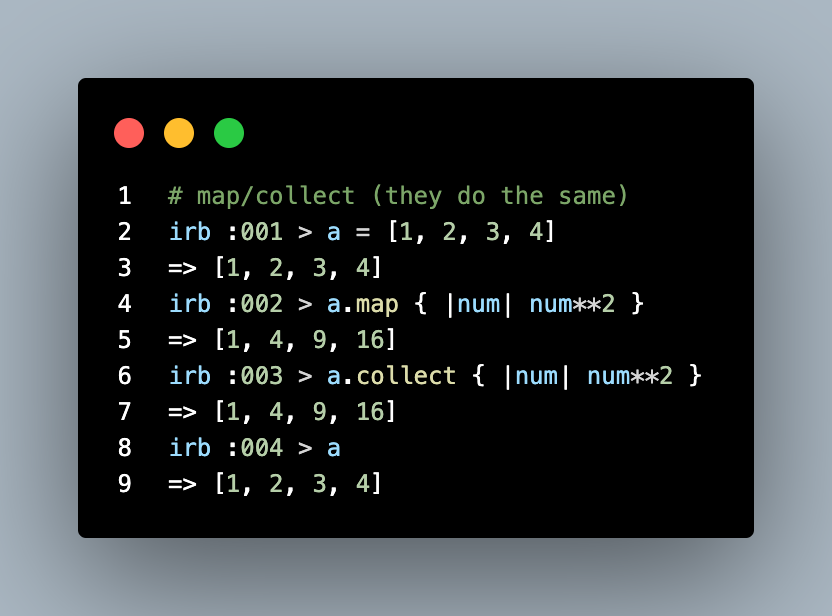 1 # map/collect (they do the same)
2 irb :001 > a = [1, 2, 3, 4]
3 => [1, 2, 3, 4]
4 irb :002 > a.map { |num| num**2 }
5 => [1, 4, 9, 16]
6 irb :003 > a.collect { |num| num**2 }
7 => [1, 4, 9, 16]
8 irb :004 > a
9 => [1, 2, 3, 4]